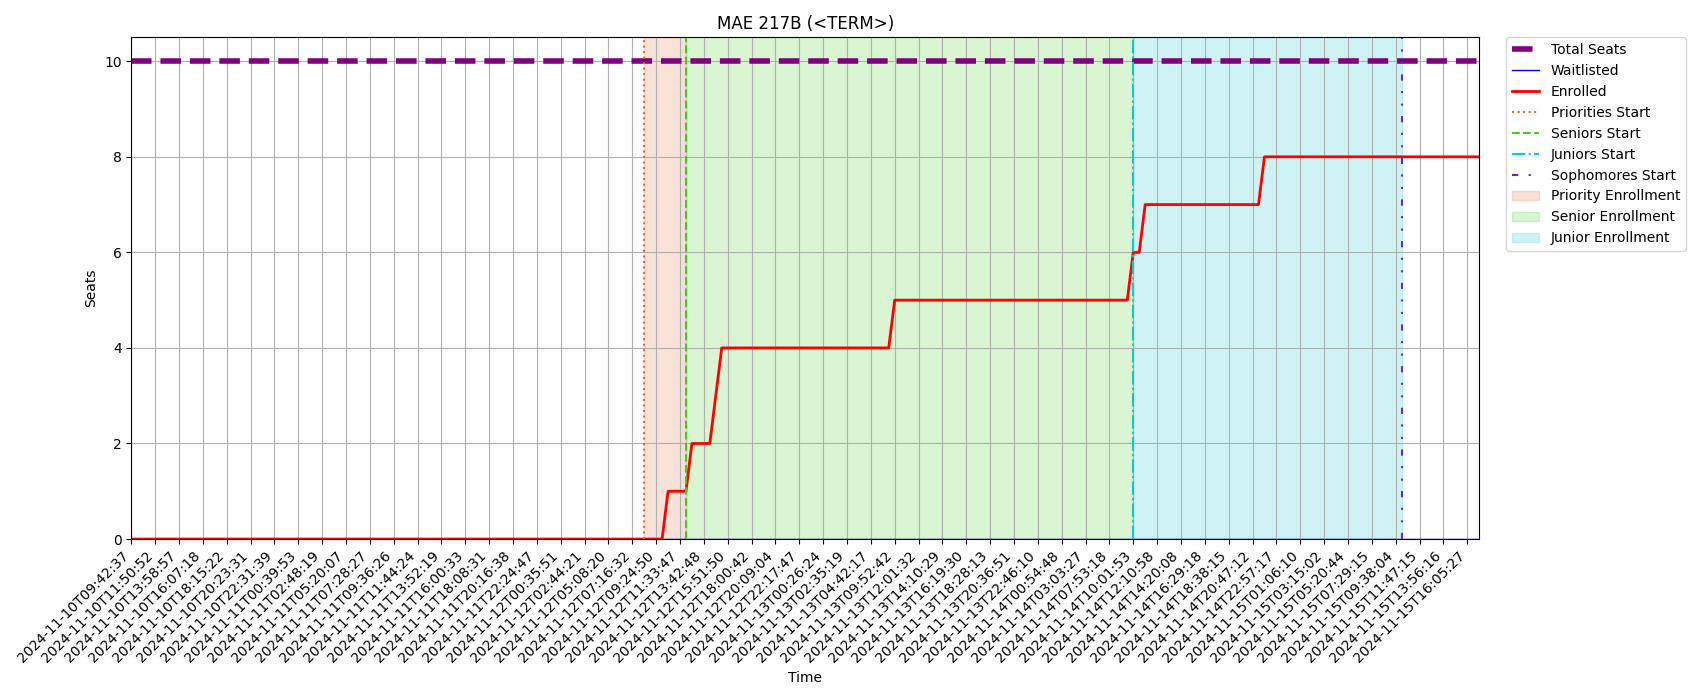 MAE 217B (<TERM>)
Total Seats
Waitlisted
Enrolled
Priorities Start
Seniors Start
Juniors Start
Sophomores Start
Priority Enrollment
Senior Enrollment
Junior Enrollment
Seats
10
8
6
4
2
0
2024-11-10T09:42:37
2024-11-10T11:50:52
2024-11-10T13:58:57
2024-11-10T16:07:18
2024-11-10T18:15:22
2024-11-10T20:23:31
2024-11-10T22:31:39
2024-11-11T00:39:53
2024-11-11T02:48:19
2024-11-11T05:20:07
2024-11-11T07:28:27
2024-11-11T09:36:26
2024-11-11T11:44:24
2024-11-11T13:52:19
2024-11-11T16:00:33
2024-11-11T18:08:31
2024-11-11T20:16:38
2024-11-11T22:24:47
2024-11-12T00:35:51
2024-11-12T02:44:21
2024-11-12T05:08:20
2024-11-12T07:16:32
2024-11-12T09:24:50
2024-11-12T11:33:47
2024-11-12T13:42:48
2024-11-12T15:51:50
2024-11-12T18:00:42
2024-11-12T20:09:04
2024-11-12T22:17:47
2024-11-13T00:26:24
2024-11-13T02:35:19
2024-11-13T04:42:17
2024-11-13T09:52:42
2024-11-13T12:01:32
2024-11-13T14:10:29
2024-11-13T16:19:30
2024-11-13T18:28:13
2024-11-13T20:36:51
2024-11-13T22:46:10
2024-11-14T00:54:48
2024-11-14T03:03:27
2024-11-14T07:53:18
2024-11-14T10:01:53
2024-11-14T12:10:58
2024-11-14T14:20:08
2024-11-14T16:29:18
2024-11-14T18:38:15
2024-11-14T20:47:12
2024-11-14T22:57:17
2024-11-15T01:06:10
2024-11-15T03:15:02
2024-11-15T05:20:44
2024-11-15T07:29:15
2024-11-15T09:38:04
2024-11-15T11:47:15
2024-11-15T13:56:16
2024-11-15T16:05:27
Time